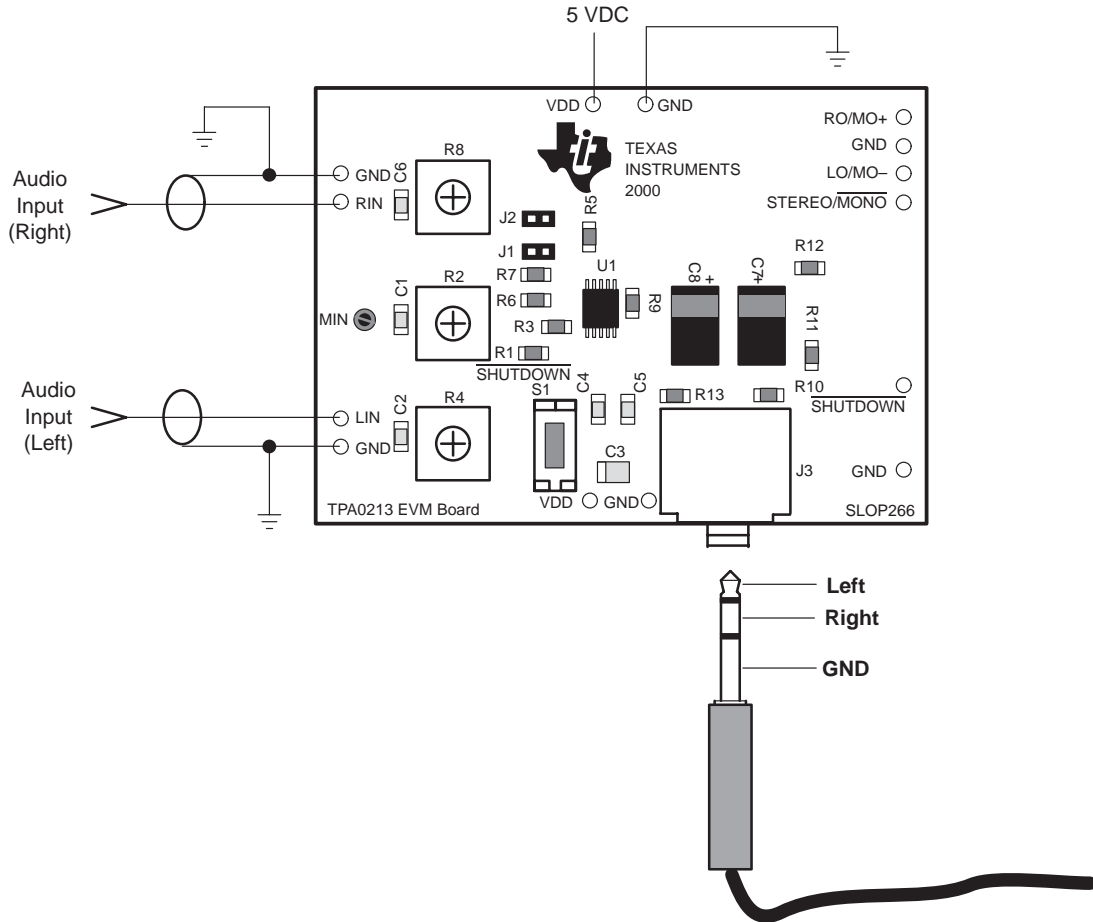 5 VDC
VDD
GND
RO/MO+
GND
LO/MO–
STEREO/MONO
TEXAS
INSTRUMENTS
2000
Audio
Input
(Right)
GND
RIN
C6
R8
J2
J1
R5
R7
U1
R6
R3
R9
C8
+
C7
+
R12
R11
MIN
C1
R2
R1
SHUTDOWN
S1
C4
C5
R13
R10
SHUTDOWN
Audio
Input
(Left)
LIN
GND
C2
R4
C3
J3
GND
VDD
GND
TPA0213 EVM Board
SLOP266
Left
Right
GND